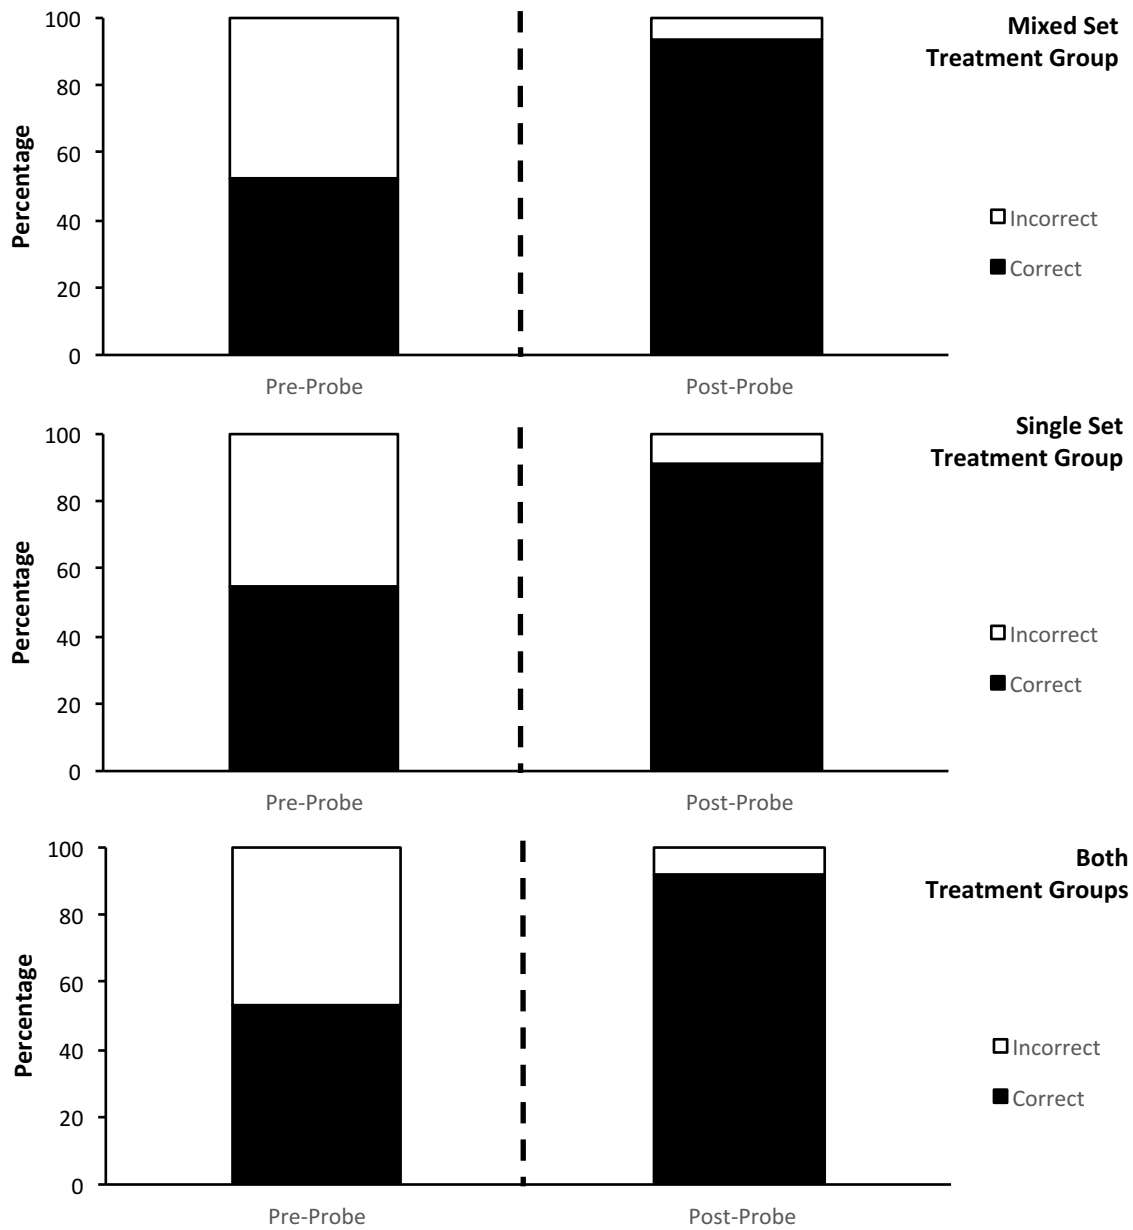 Mixed Set
Treatment Group
Percentage
100
80
60
40
20
0
Incorrect
Correct
Pre-Probe
Post-Probe
Single Set
Treatment Group
Percentage
100
80
60
40
20
0
Incorrect
Correct
Pre-Probe
Post-Probe
Both
Treatment Groups
Percentage
100
80
60
40
20
0
Incorrect
Correct
Pre-Probe
Post-Probe